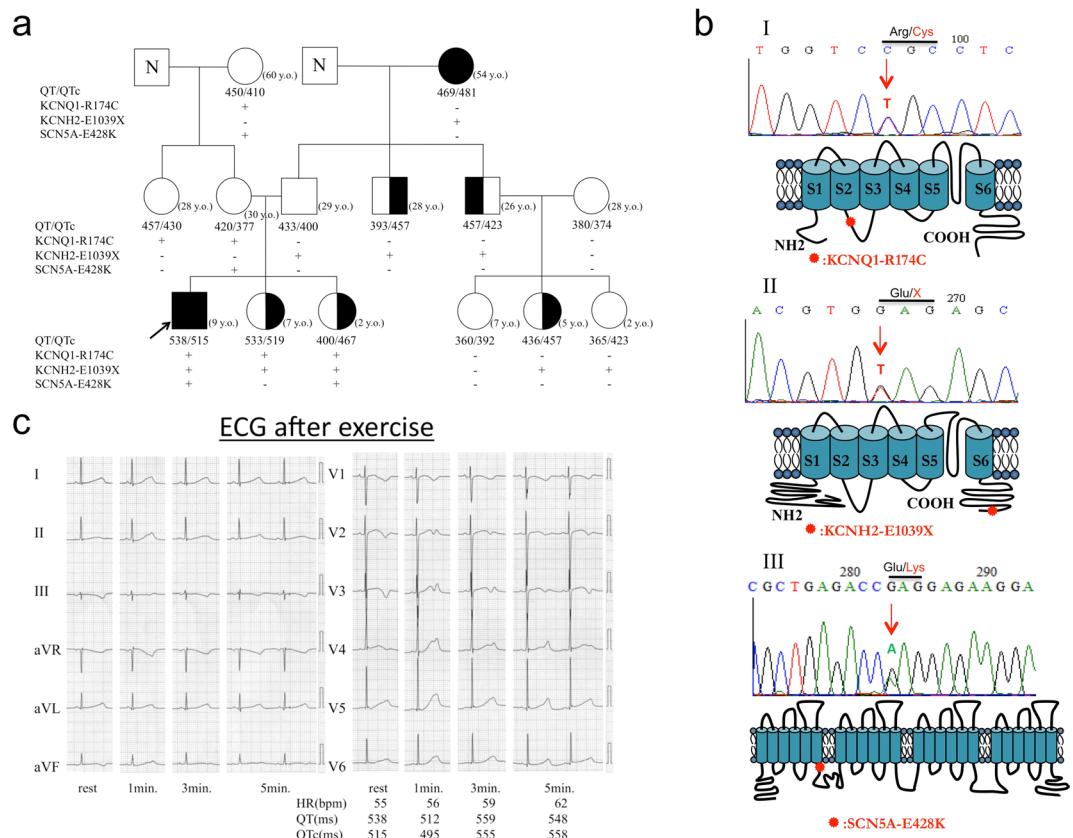 a
N
(60 y.o.)
N
(54 y.o.)
QT/QTc 450/410 469/481
KCNQ1-R174C + -
KCNH2-E1039X - +
SCN5A-E428K + -
(28 y.o.) (30 y.o.) (29 y.o.) (28 y.o.) (26 y.o.) (28 y.o.)
QT/QTc 457/430 420/377 433/400 393/457 457/423 380/374
KCNQ1-R174C + + - - - -
KCNH2-E1039X - - + + + -
SCN5A-E428K - + - - - -
(9 y.o.) (7 y.o.) (2 y.o.) (7 y.o.) (5 y.o.) (2 y.o.)
QT/QTc 538/515 533/519 400/467 360/392 436/457 365/423
KCNQ1-R174C + + + - - -
KCNH2-E1039X + + + - + +
SCN5A-E428K + - + - - -
b
I
Arg/Cys
100
T G G T C C G C C T C
T
S1 S2 S3 S4 S5 S6
NH2
COOH
:KCNQ1-R174C
II
Glu/X
270
A C G T G G A G A G C
T
S1 S2 S3 S4 S5 S6
NH2
COOH
:KCNH2-E1039X
III
280
Glu/Lys
290
CGCTGAGACCGAGGAGAAGGA
A
:SCN5A-E428K
c
ECG after exercise
I V1
II V2
III V3
aVR V4
aVL V5
aVF V6
rest 1min. 3min. 5min. rest 1min. 3min. 5min.
HR(bpm) 55 56 59 62
QT(ms) 538 512 559 548
QTc(ms) 515 495 555 558